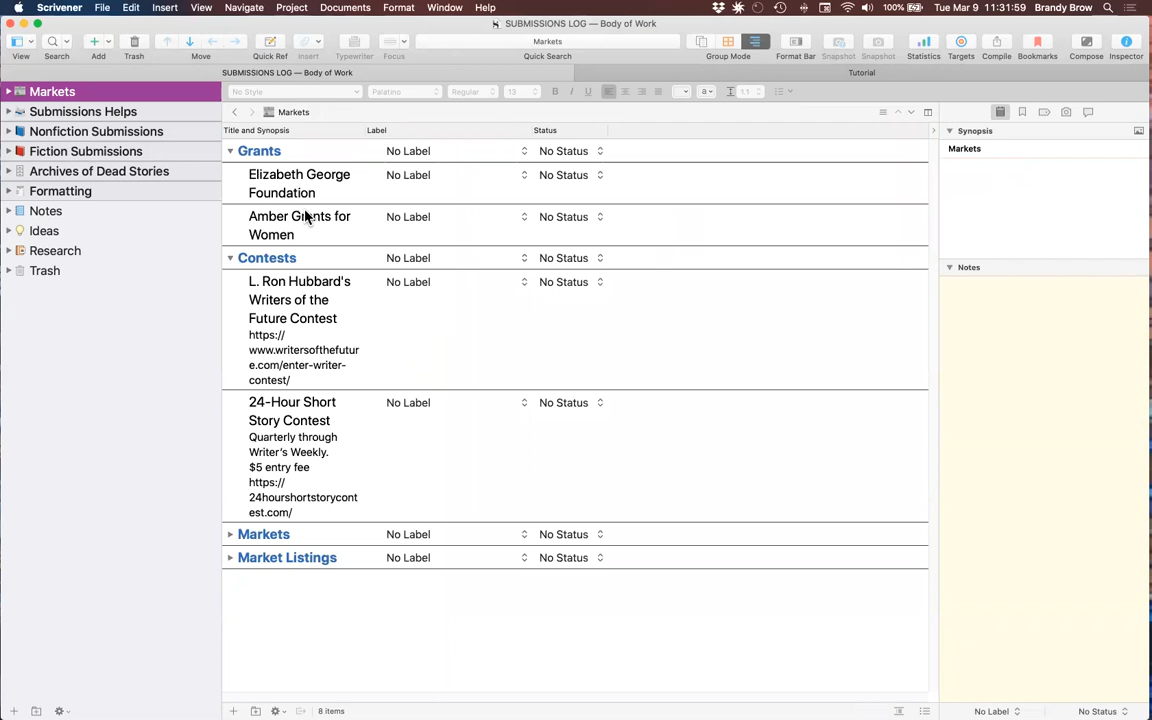 Scrivener File Edit Insert View Navigate Project Documents Format Window Help 100% Tue Mar 9 11:31:59 Brandy Brow
SUBMISSIONS LOG — Body of Work
Markets
View Search Add Trash Move Quick Ref Insert Typewriter Focus Quick Search Group Mode Format Bar Snapshot Snapshot Statistics Targets Compile Bookmarks Compose Inspector
SUBMISSIONS LOG — Body of Work Tutorial
No Style Palatino Regular 13 B I U a 1.1
Markets
Submissions Helps
Nonfiction Submissions
Fiction Submissions
Archives of Dead Stories
Formatting
Notes
Ideas
Research
Trash
Markets
Title and Synopsis Label Status
Grants No Label No Status
Elizabeth George No Label No Status
Foundation
Amber Grants for No Label No Status
Women
Contests No Label No Status
L. Ron Hubbard's No Label No Status
Writers of the
Future Contest
https://
www.writersofthefutur
e.com/enter-writer-
contest/
24-Hour Short No Label No Status
Story Contest
Quarterly through
Writer's Weekly.
$5 entry fee
https://
24hourshortstorycont
est.com/
Markets No Label No Status
Market Listings No Label No Status
8 items
Synopsis
Markets
Notes
No Label No Status